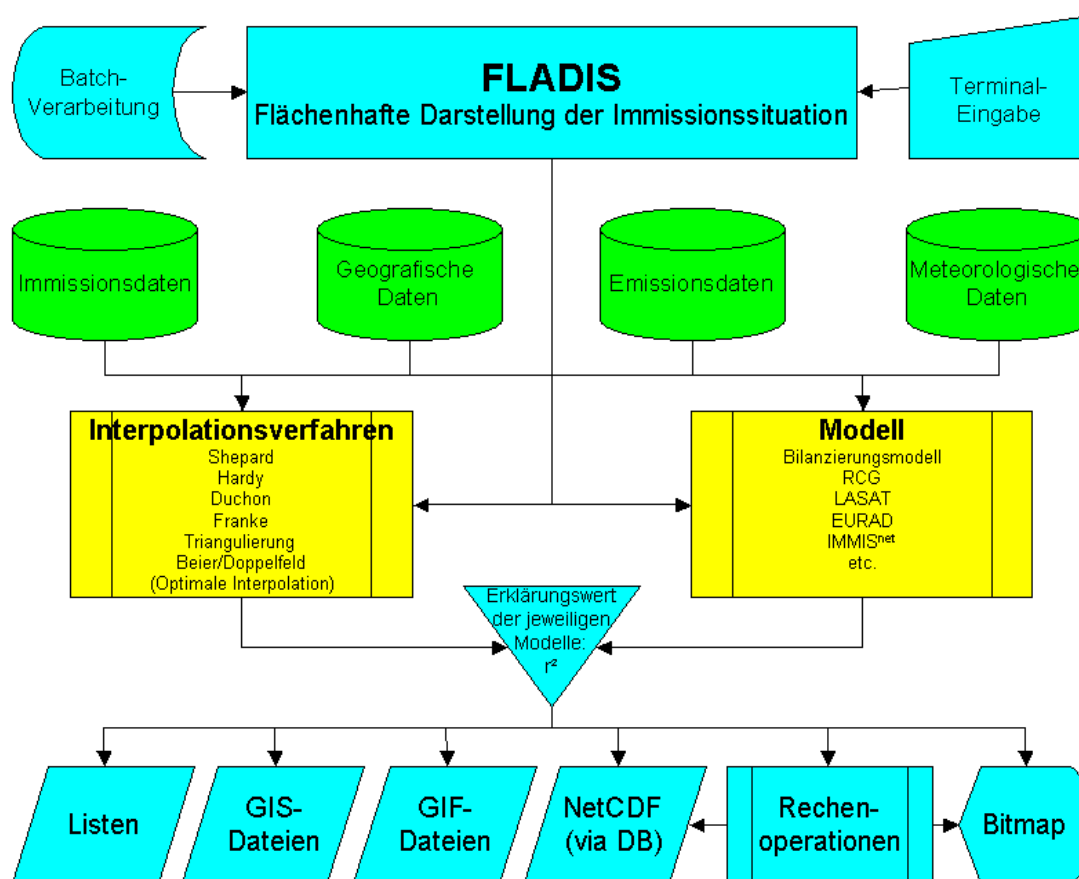 Batch-
Verarbeitung
FLADIS
Flächenhafte Darstellung der Immissionssituation
Terminal-
Eingabe
Immissionsdaten
Geografische
Daten
Emissionsdaten
Meteorologische
Daten
Interpolationsverfahren
Shepard
Hardy
Duchon
Franke
Triangulierung
Beier/Doppelfeld
(Optimale Interpolation)
Modell
Bilanzierungsmodell
RCG
LASAT
EURAD
IMMISⁿᵉᵗ
etc.
Erklärungswert
der jeweiligen
Modelle:
r²
Listen
GIS-
Dateien
GIF-
Dateien
NetCDF
(via DB)
Rechen-
operationen
Bitmap